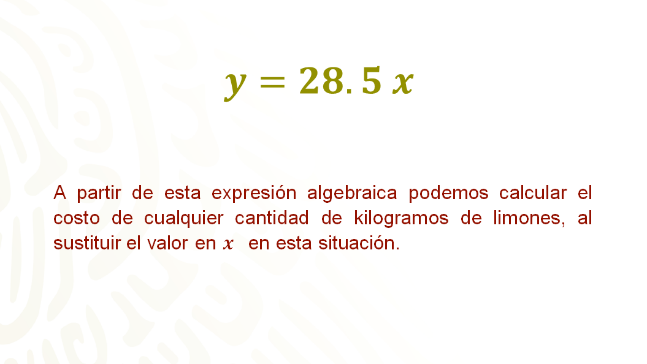 y = 28.5 x
A partir de esta expresión algebraica podemos calcular el
costo de cualquier cantidad de kilogramos de limones, al
sustituir el valor en x en esta situación.